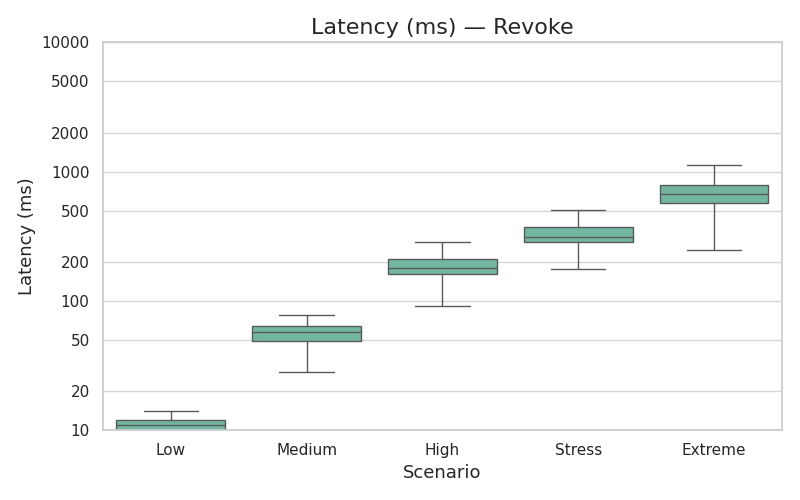 Latency (ms) — Revoke
Latency (ms)
10000
5000
2000
1000
500
200
100
50
20
10
Low Medium High Stress Extreme
Scenario